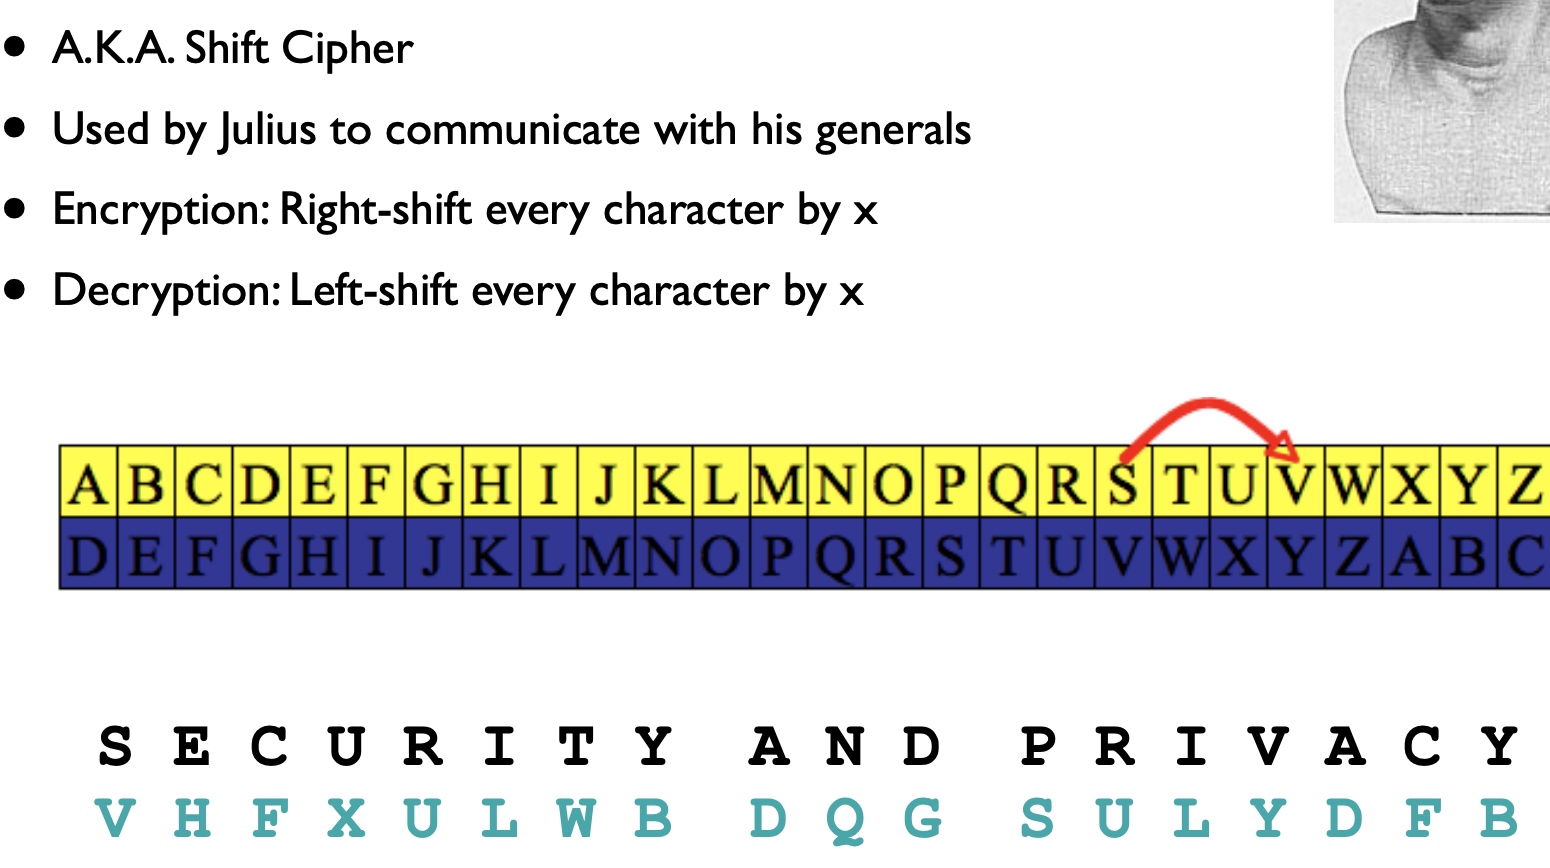 • A.K.A. Shift Cipher
• Used by Julius to communicate with his generals
• Encryption: Right-shift every character by x
• Decryption: Left-shift every character by x
A B C D E F G H I J K L M N O P Q R S T U V W X Y Z
D E F G H I J K L M N O P Q R S T U V W X Y Z A B C
S E C U R I T Y A N D P R I V A C Y
V H F X U L W B D Q G S U L Y D F B